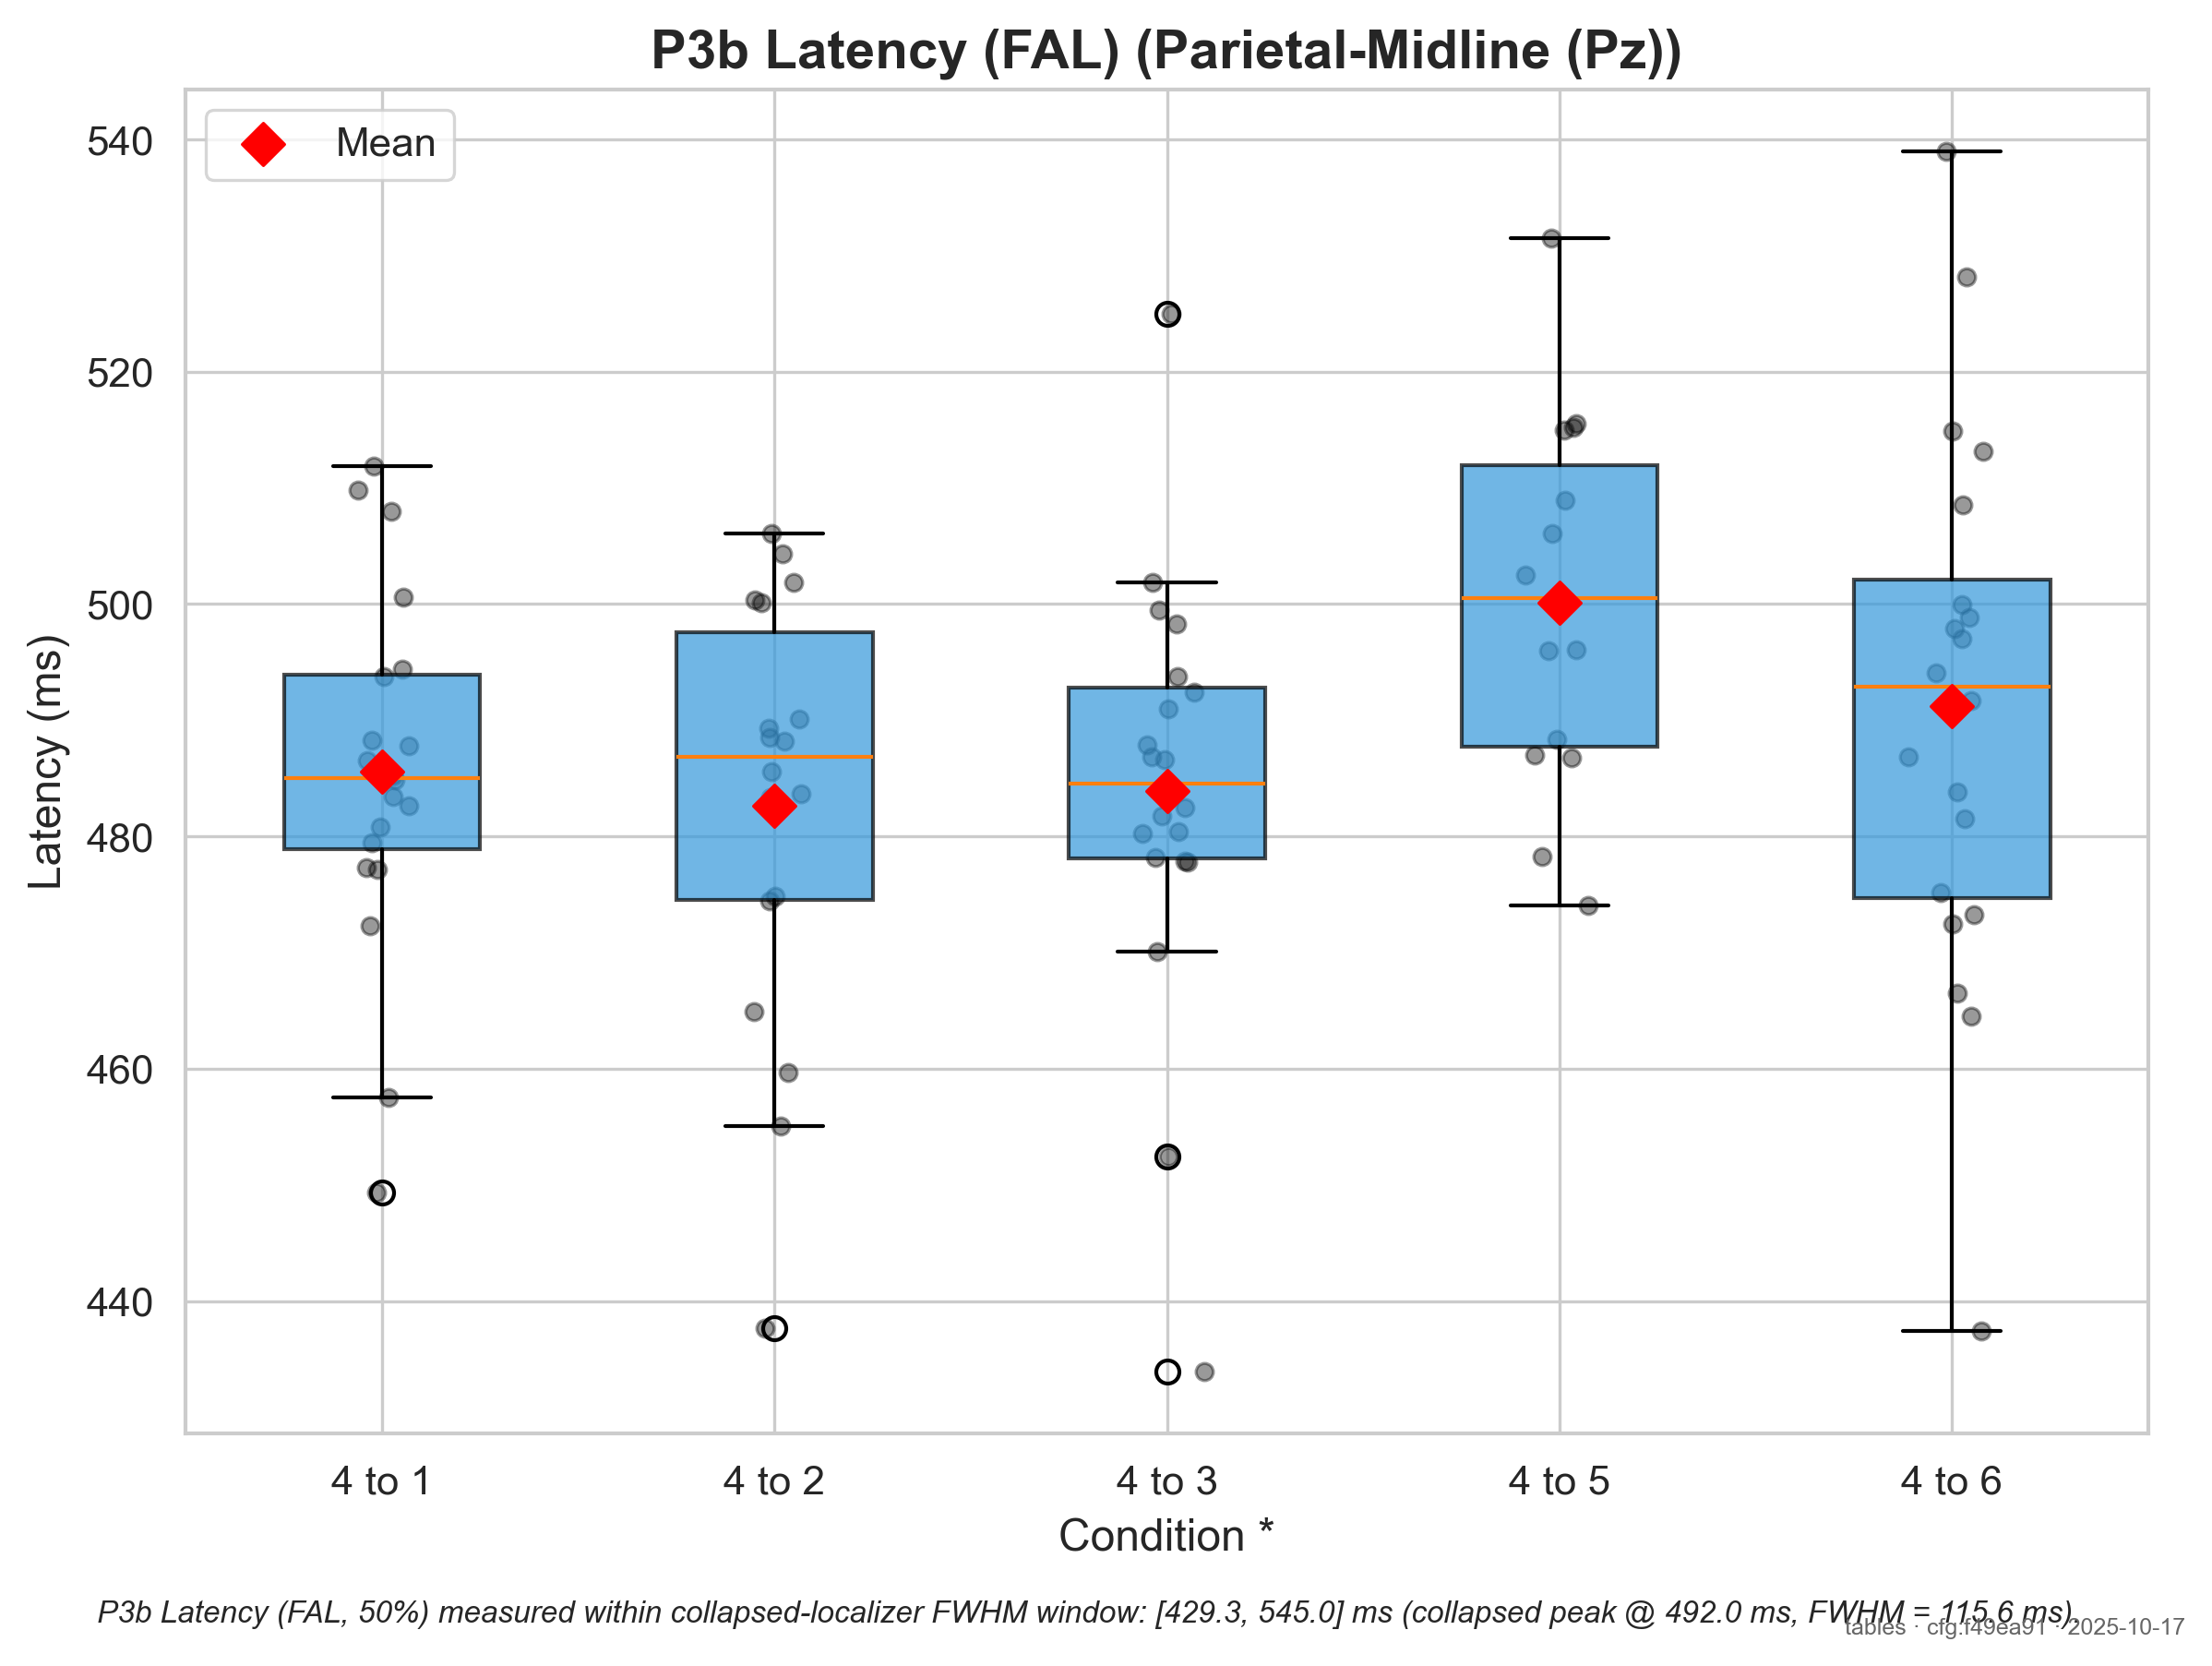 P3b Latency (FAL) (Parietal-Midline (Pz))
Mean
540
520
500
480
460
440
Latency (ms)
4 to 1
4 to 2
4 to 3
4 to 5
4 to 6
Condition *
P3b Latency (FAL, 50%) measured within collapsed-localizer FWHM window: [429.3, 545.0] ms (collapsed peak @ 492.0 ms, FWHM = 115.6 ms).
tables · cfg:f49ea91 · 2025-10-17